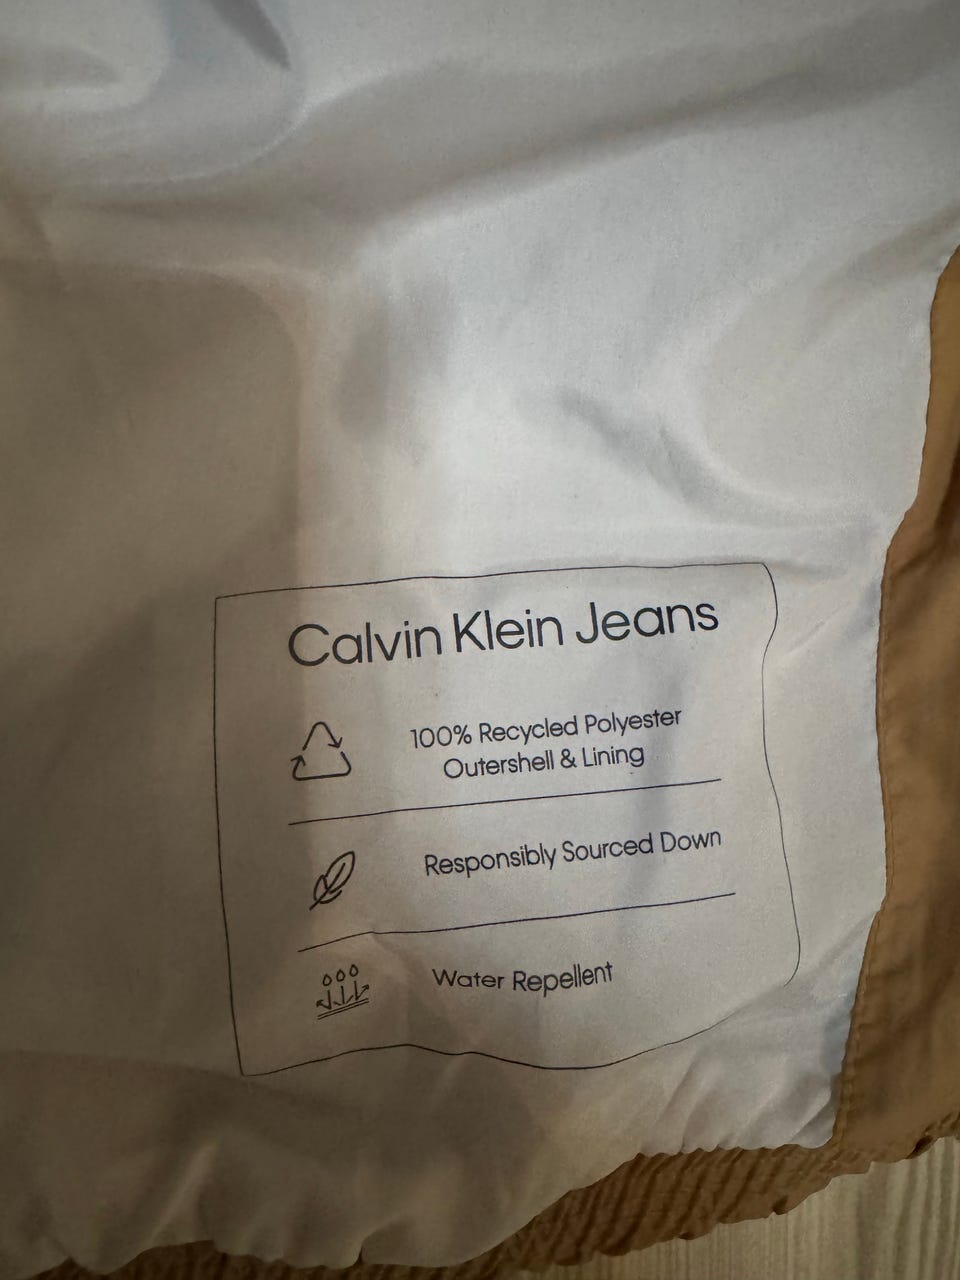 Calvin Klein Jeans
100% Recycled Polyester
Outershell & Lining
Responsibly Sourced Down
Water Repellent